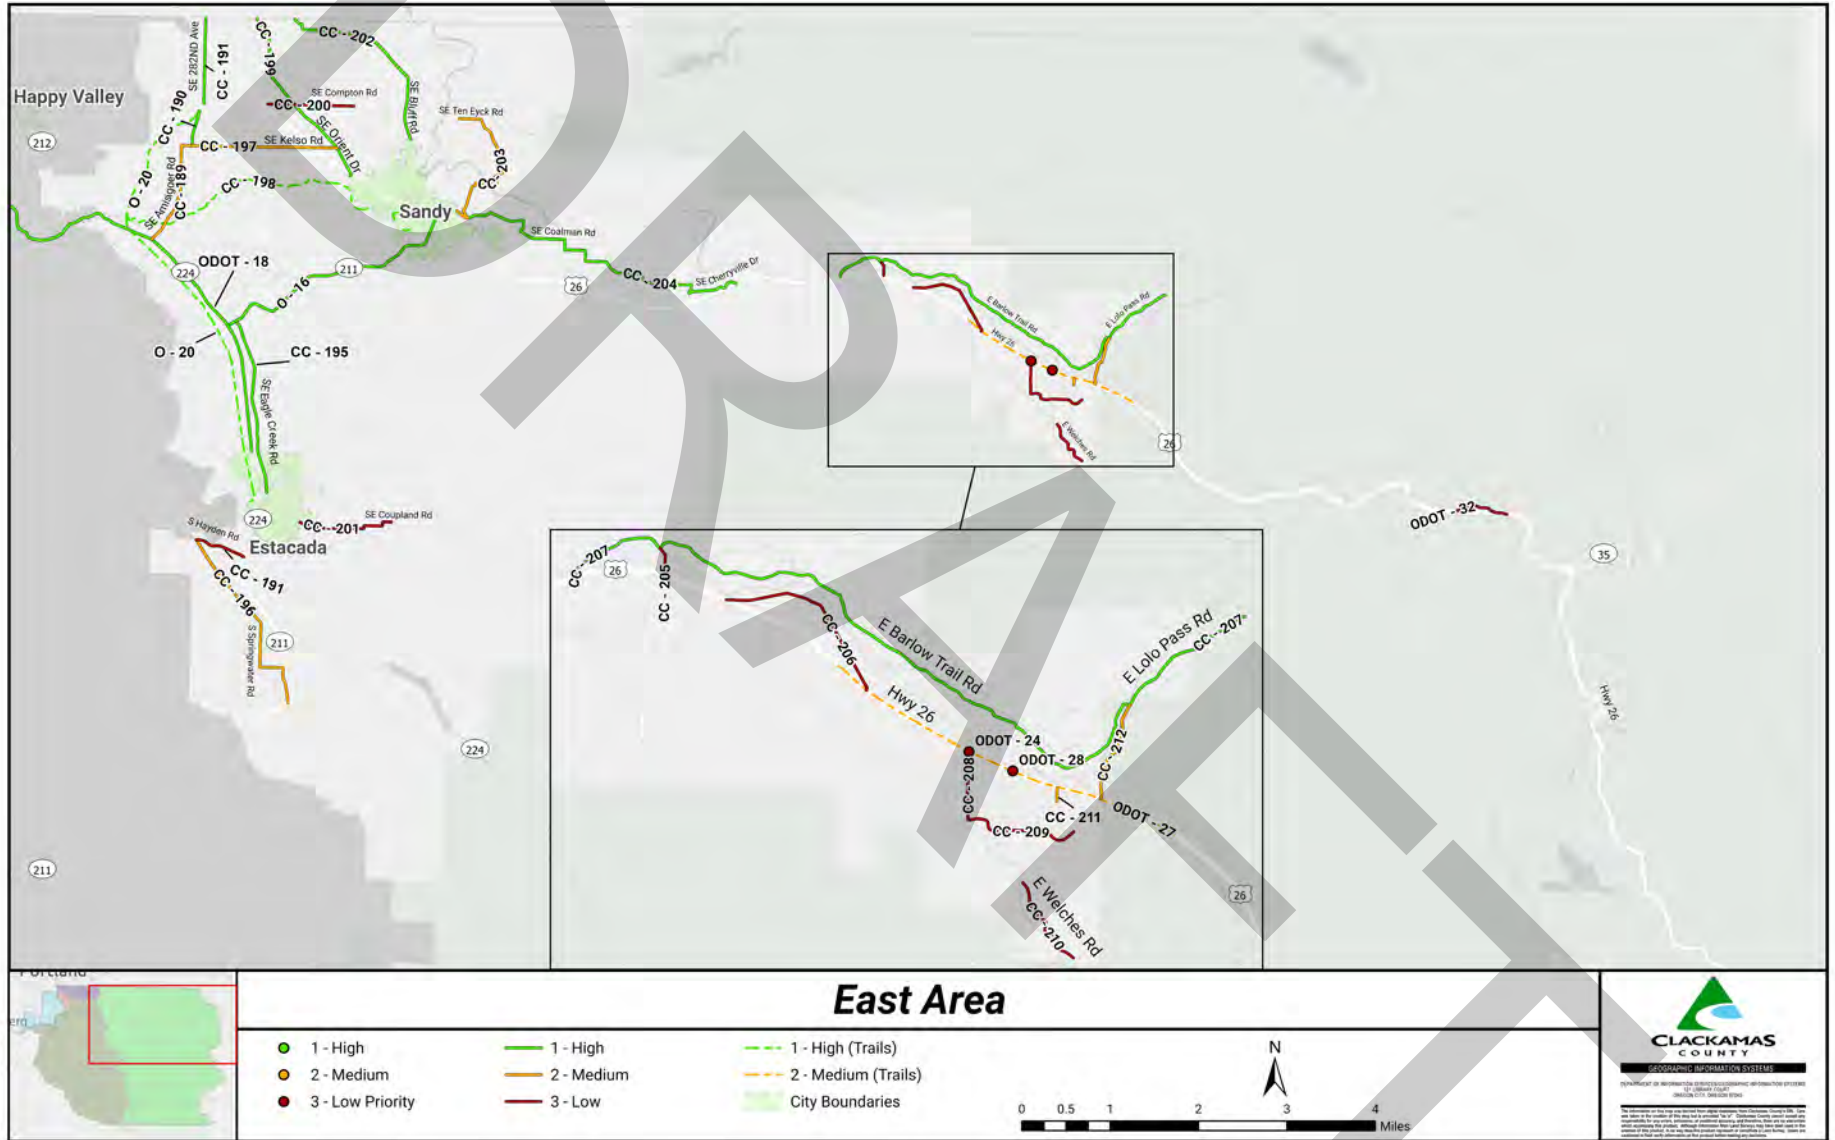 CC - 202
CC - 199
SE 282ND Ave
CC - 191
Happy Valley
SE Compton Rd
CC - 200
SE Bluff Rd
CC - 190
SE Orient Dr
SE Ten Eyck Rd
212
CC - 197
SE Kelso Rd
CC - 203
O - 20
CC - 189
CC - 198
SE Amisigger Rd
Sandy
SE Coalman Rd
ODOT - 18
224
211
O - 16
26
CC - 204
SE Cherryville Dr
O - 20
CC - 195
SE Eagle Creek Rd
E Barlow Trail Rd
Hwy 26
E Lolo Pass Rd
E Welches Rd
26
224
CC - 201
SE Coupland Rd
S Hayden Rd
Estacada
CC - 191
CC - 196
211
S Springwater Rd
224
211
ODOT - 32
35
Hwy 26
CC - 207
26
CC - 205
CC - 206
E Barlow Trail Rd
E Lolo Pass Rd
CC - 207
Hwy 26
ODOT - 24
ODOT - 28
CC - 212
CC - 208
CC - 211
ODOT - 27
CC - 209
26
E Welches Rd
CC - 210
DRAFT
Portland
East Area
1 - High
1 - High
1 - High (Trails)
2 - Medium
2 - Medium
2 - Medium (Trails)
3 - Low Priority
3 - Low
City Boundaries
N
0 0.5 1 2 3 4
Miles
CLACKAMAS
COUNTY
GEOGRAPHIC INFORMATION SYSTEMS